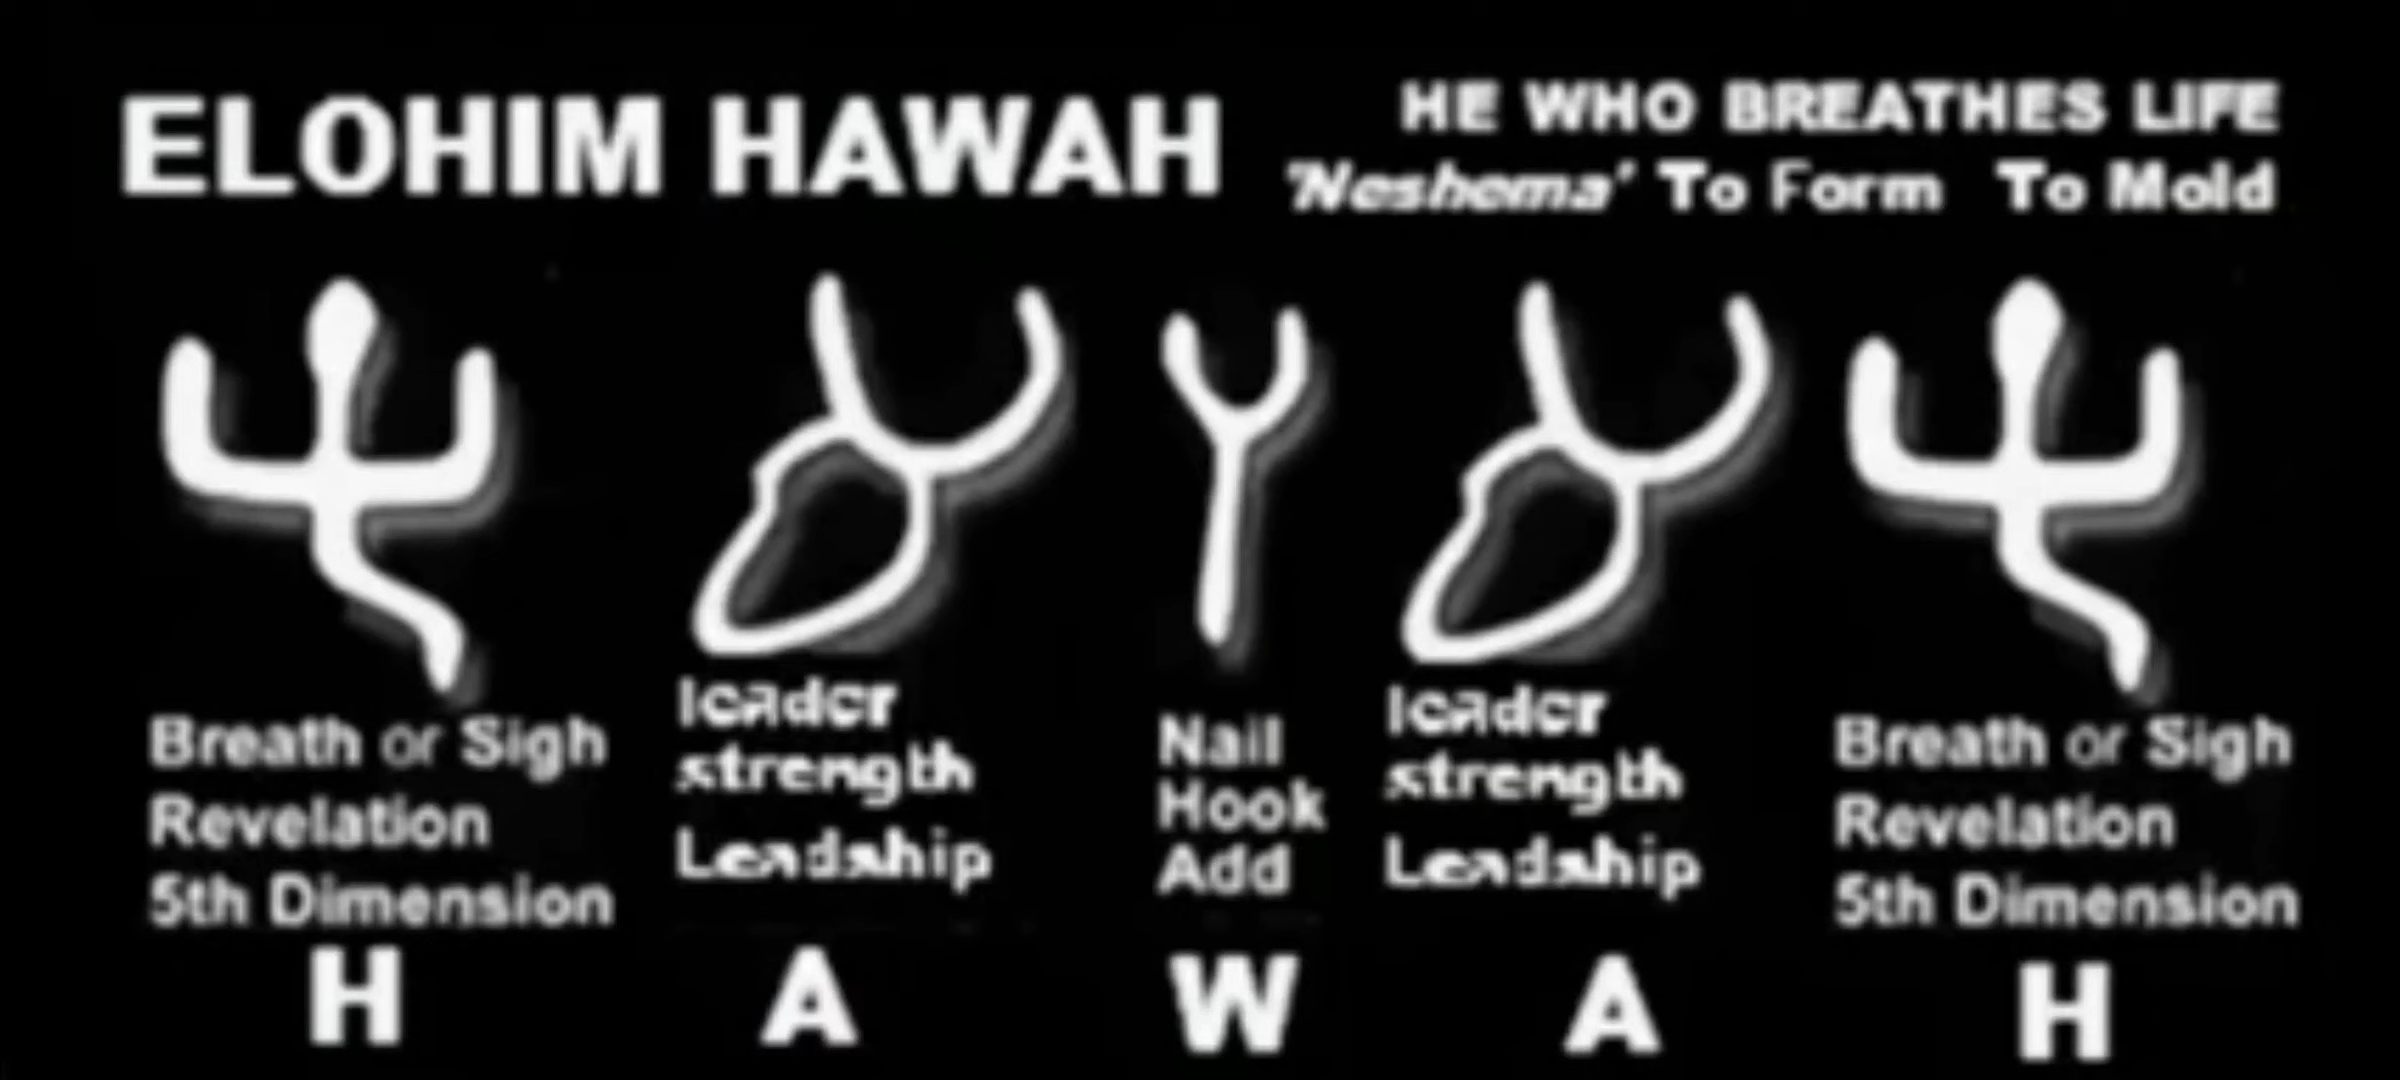 ELOHIM HAWAH
HE WHO BREATHES LIFE
'Neshema' To Form To Mold
Breath or Sigh
Revelation
5th Dimension
H
leader
strength
Leadship
A
Nail
Hook
Add
W
leader
strength
Leadship
A
Breath or Sigh
Revelation
5th Dimension
H